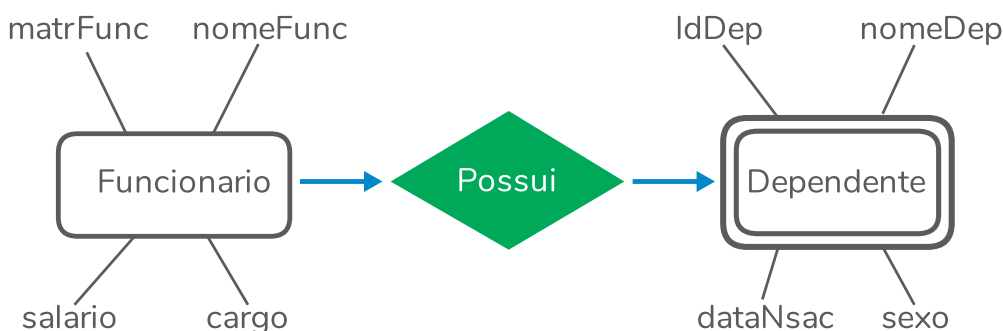 matrFunc
nomeFunc
IdDep
nomeDep
Funcionario
Possui
Dependente
salario
cargo
dataNsac
sexo